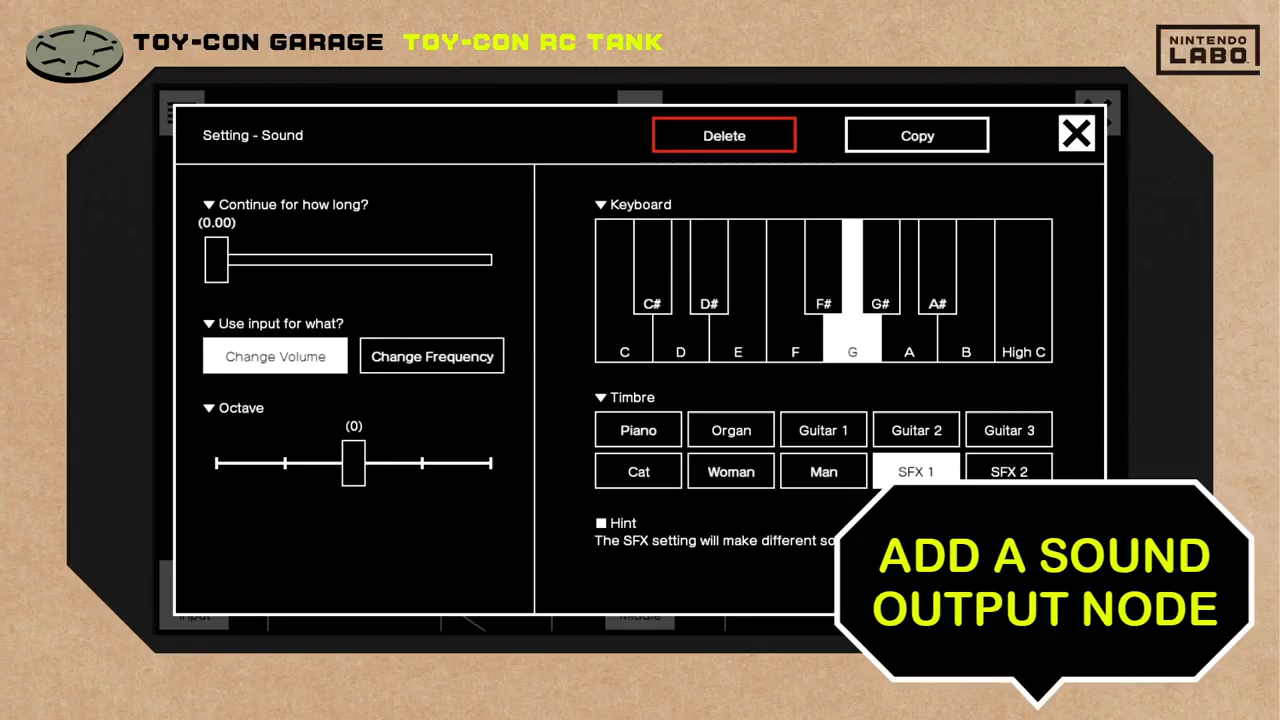 TOY-CON GARAGE TOY-CON RC TANK
NINTENDO
LABO
Setting - Sound
Delete
Copy
Continue for how long?
(0.00)
Use input for what?
Change Volume
Change Frequency
Octave
(0)
Keyboard
C# D# F# G# A#
C D E F G A B High C
Timbre
Piano Organ Guitar 1 Guitar 2 Guitar 3
Cat Woman Man SFX 1 SFX 2
Hint
The SFX setting will make different
ADD A SOUND
OUTPUT NODE
Input
Middle